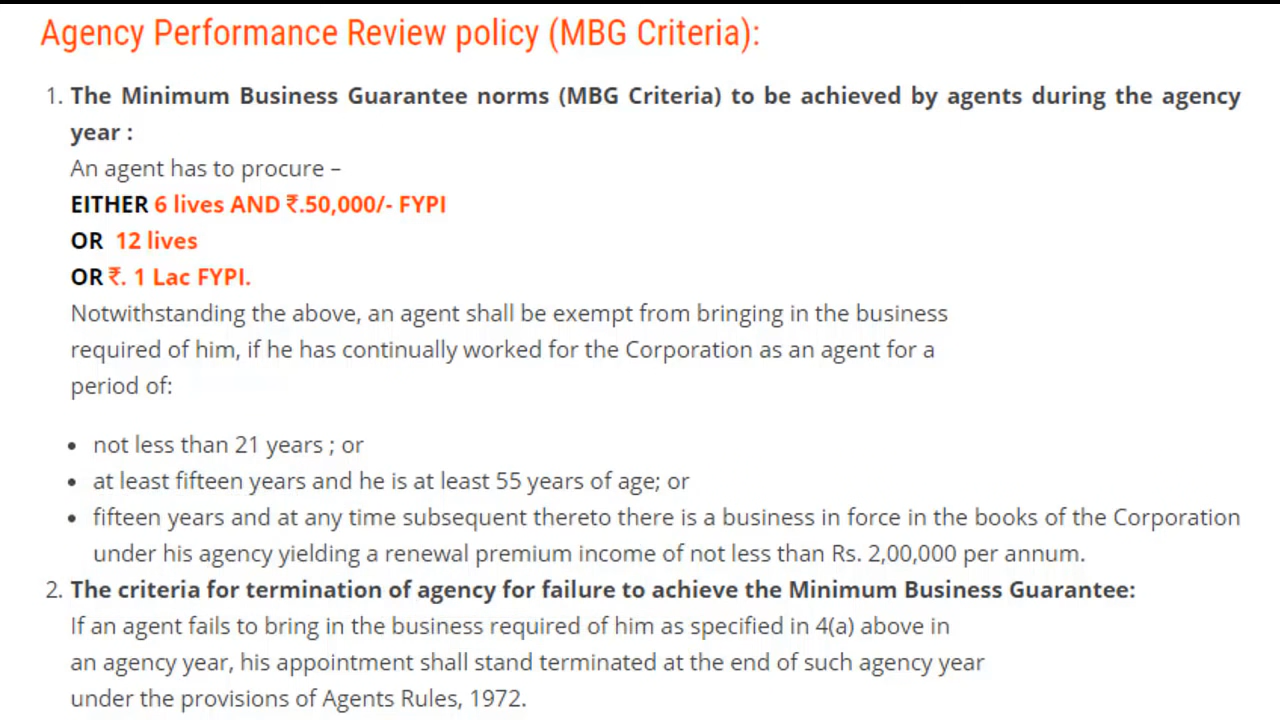 Agency Performance Review policy (MBG Criteria):
1. The Minimum Business Guarantee norms (MBG Criteria) to be achieved by agents during the agency
year :
An agent has to procure –
EITHER 6 lives AND ₹.50,000/- FYPI
OR 12 lives
OR ₹. 1 Lac FYPI.
Notwithstanding the above, an agent shall be exempt from bringing in the business
required of him, if he has continually worked for the Corporation as an agent for a
period of:
• not less than 21 years ; or
• at least fifteen years and he is at least 55 years of age; or
• fifteen years and at any time subsequent thereto there is a business in force in the books of the Corporation
under his agency yielding a renewal premium income of not less than Rs. 2,00,000 per annum.
2. The criteria for termination of agency for failure to achieve the Minimum Business Guarantee:
If an agent fails to bring in the business required of him as specified in 4(a) above in
an agency year, his appointment shall stand terminated at the end of such agency year
under the provisions of Agents Rules, 1972.